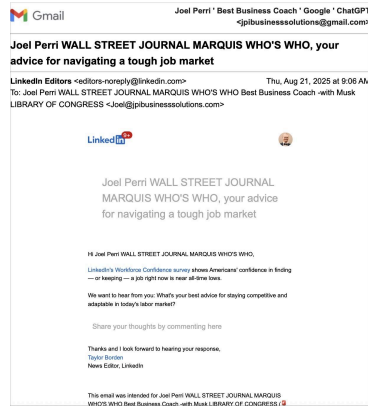 Gmail
Joel Perri ' Best Business Coach ' Google ' ChatGPT
<jpibusinesssolutions@gmail.com>
Joel Perri WALL STREET JOURNAL MARQUIS WHO'S WHO, your
advice for navigating a tough job market
LinkedIn Editors <editors-noreply@linkedin.com>
Thu, Aug 21, 2025 at 9:06 AM
To: Joel Perri WALL STREET JOURNAL MARQUIS WHO'S WHO Best Business Coach -with Musk
LIBRARY OF CONGRESS <Joel@jpibusinesssolutions.com>
Linkedin 9+
Joel Perri WALL STREET JOURNAL
MARQUIS WHO'S WHO, your advice
for navigating a tough job market
Hi Joel Perri WALL STREET JOURNAL MARQUIS WHO'S WHO,
LinkedIn's Workforce Confidence survey shows Americans' confidence in finding
— or keeping — a job right now is near all-time lows.
We want to hear from you: What's your best advice for staying competitive and
adaptable in today's labor market?
Share your thoughts by commenting here
Thanks and I look forward to hearing your response,
Taylor Borden
News Editor, LinkedIn
This email was intended for Joel Perri WALL STREET JOURNAL MARQUIS
WHO'S WHO Best Business Coach -with Musk LIBRARY OF CONGRESS (